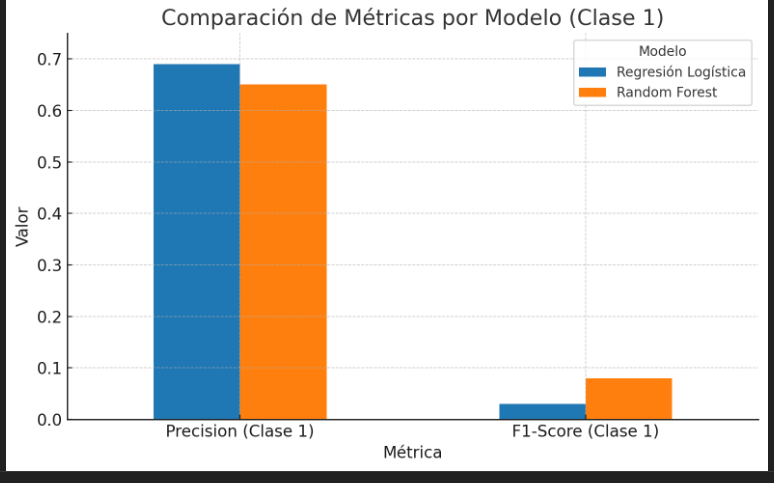 Comparación de Métricas por Modelo (Clase 1)
Modelo
Regresión Logística
Random Forest
Valor
0.7
0.6
0.5
0.4
0.3
0.2
0.1
0.0
Precision (Clase 1)
F1-Score (Clase 1)
Métrica